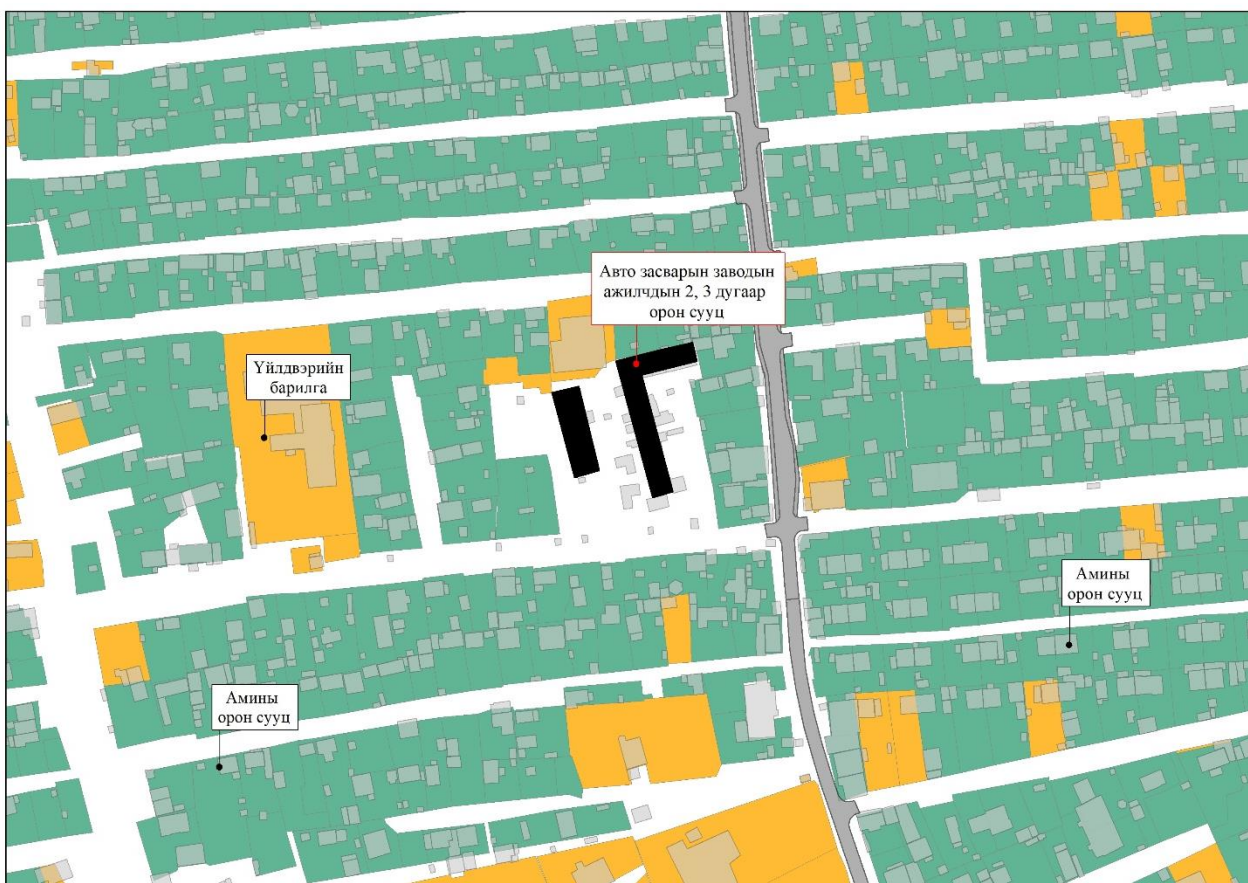 Авто засварын заводын
ажилчдын 2, 3 дугаар
орон сууц
Үйлдвэрийн
барилга
Амины
орон сууц
Амины
орон сууц